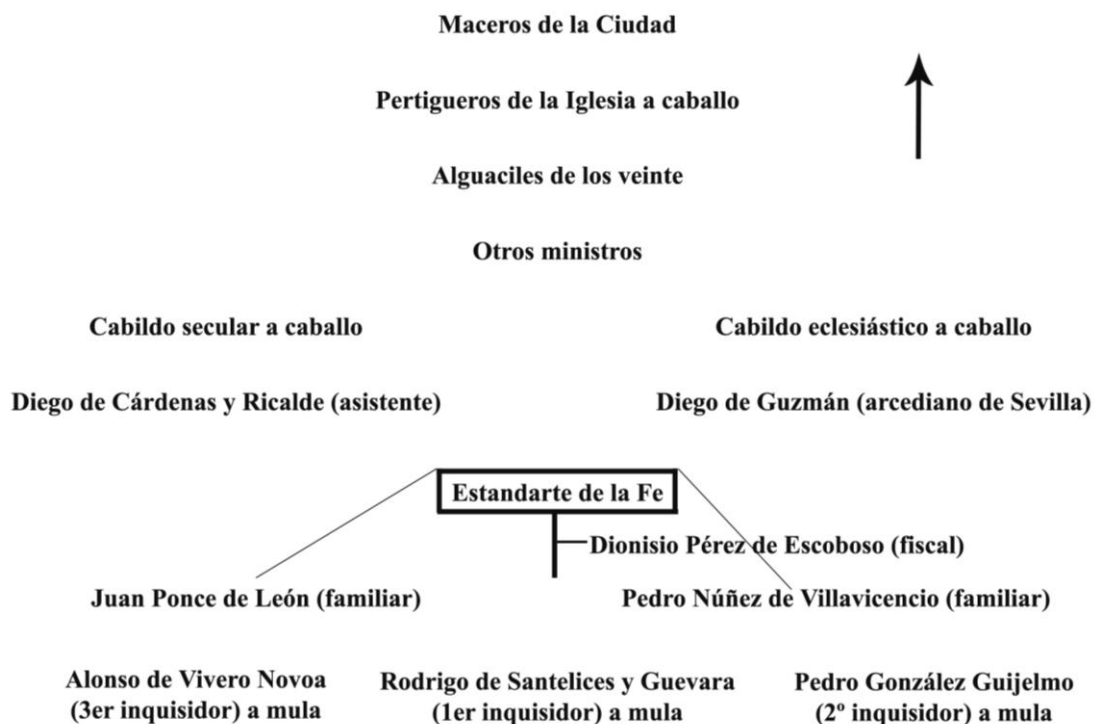 Maceros de la Ciudad
Pertigueros de la Iglesia a caballo
Alguaciles de los veinte
Otros ministros
Cabildo secular a caballo
Cabildo eclesiástico a caballo
Diego de Cárdenas y Ricalde (asistente)
Diego de Guzmán (arcediano de Sevilla)
Estandarte de la Fe
Dionisio Pérez de Escoboso (fiscal)
Juan Ponce de León (familiar)
Pedro Núñez de Villavicencio (familiar)
Alonso de Vivero Novoa
(3er inquisidor) a mula
Rodrigo de Santelices y Guevara
(1er inquisidor) a mula
Pedro González Guijelmo
(2º inquisidor) a mula